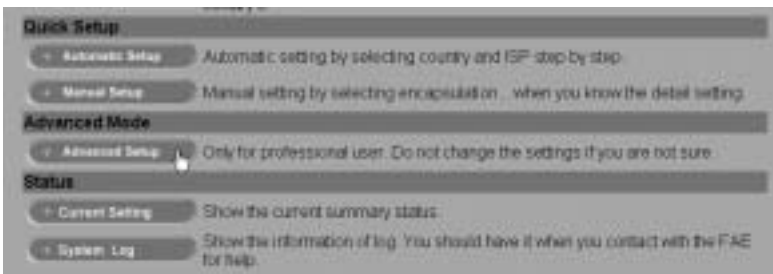 Quick Setup
Automatic Setup
Automatic setting by selecting country and ISP step by step.
Manual Setup
Manual setting by selecting encapsulation... when you know the detail setting.
Advanced Mode
Advanced Setup
Only for professional user. Do not change the settings if you are not sure.
Status
Current Setting
Show the current summary status.
System Log
Show the information of log. You should have it when you contact with the FAE
for help.